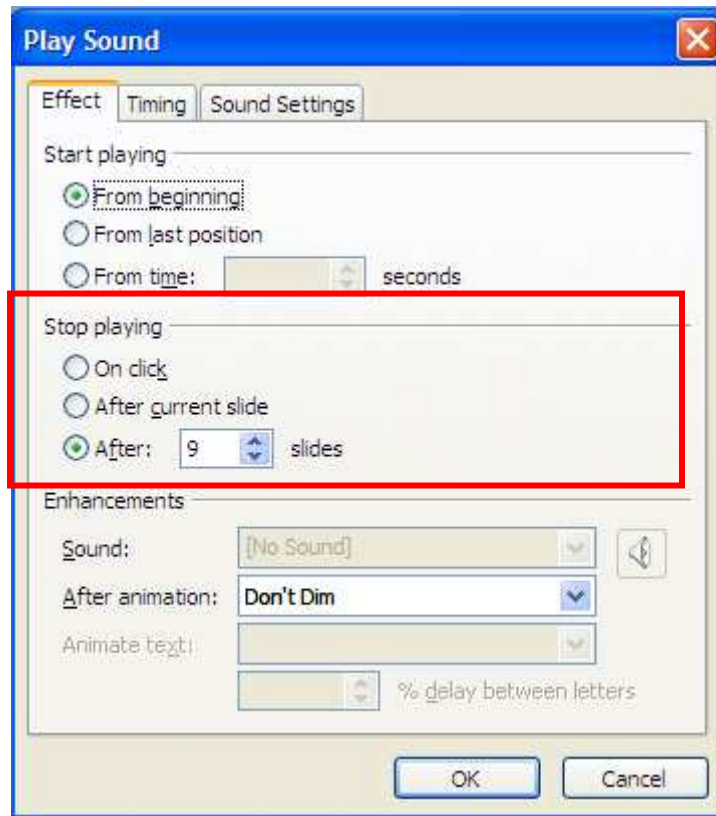 Play Sound
Effect Timing Sound Settings
Start playing
From beginning
From last position
From time: seconds
Stop playing
On click
After current slide
After: 9 slides
Enhancements
Sound: [No Sound]
After animation: Don't Dim
Animate text:
% delay between letters
OK Cancel